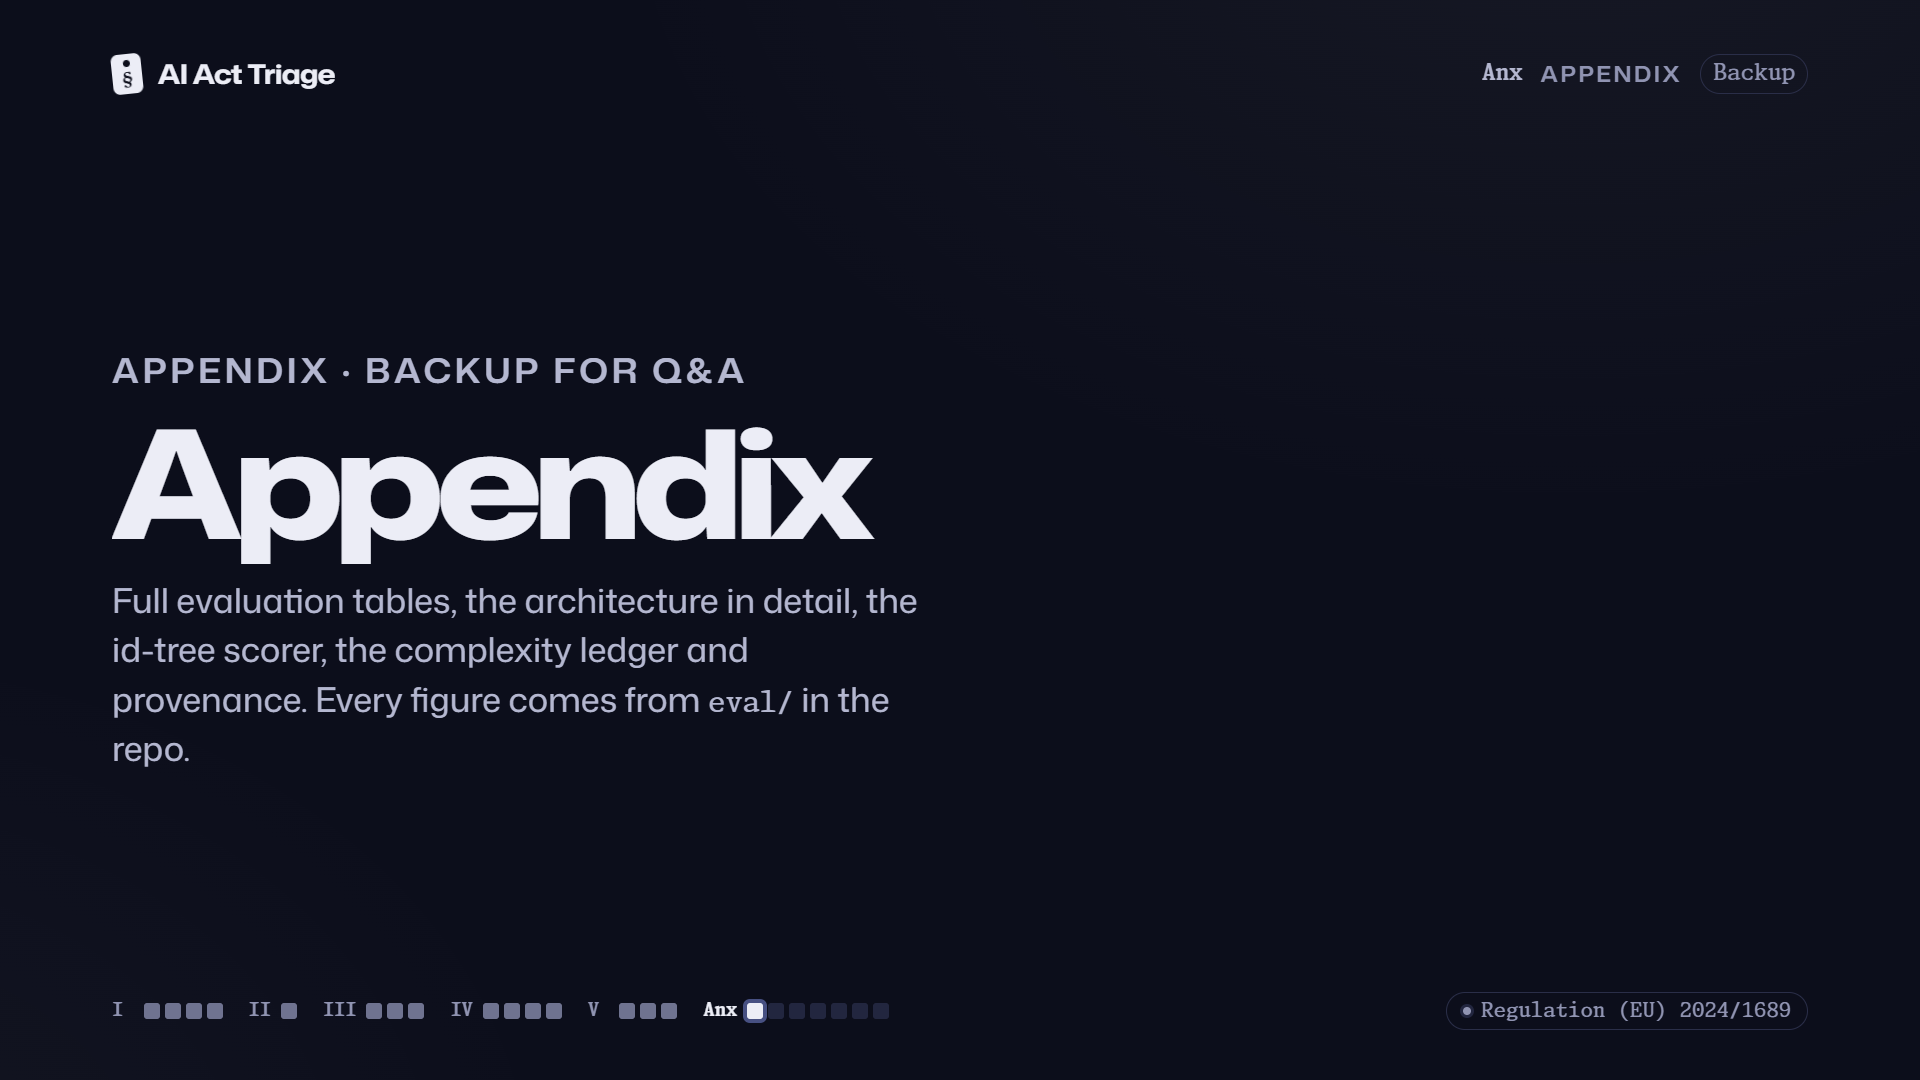 § AI Act Triage
Anx APPENDIX Backup
APPENDIX · BACKUP FOR Q&A
Appendix
Full evaluation tables, the architecture in detail, the
id-tree scorer, the complexity ledger and
provenance. Every figure comes from eval/ in the
repo.
I II III IV V Anx
Regulation (EU) 2024/1689